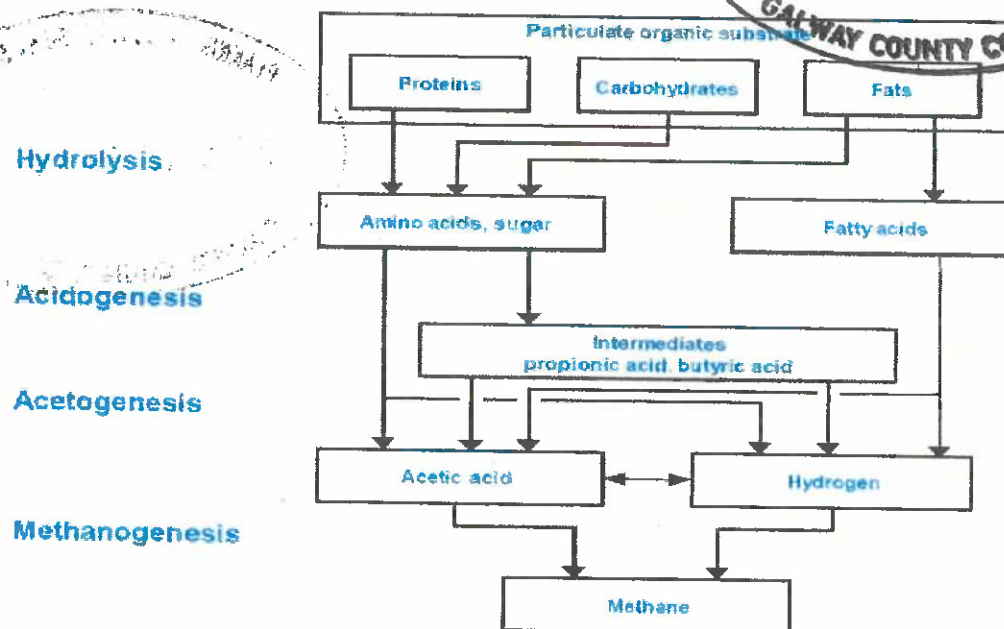 GALWAY COUNTY
Particulate organic substrate
Proteins
Carbohydrates
Fats
Hydrolysis
Amino acids, sugar
Fatty acids
Acidogenesis
Intermediates
propionic acid, butyric acid
Acetogenesis
Acetic acid
Hydrogen
Methanogenesis
Methane